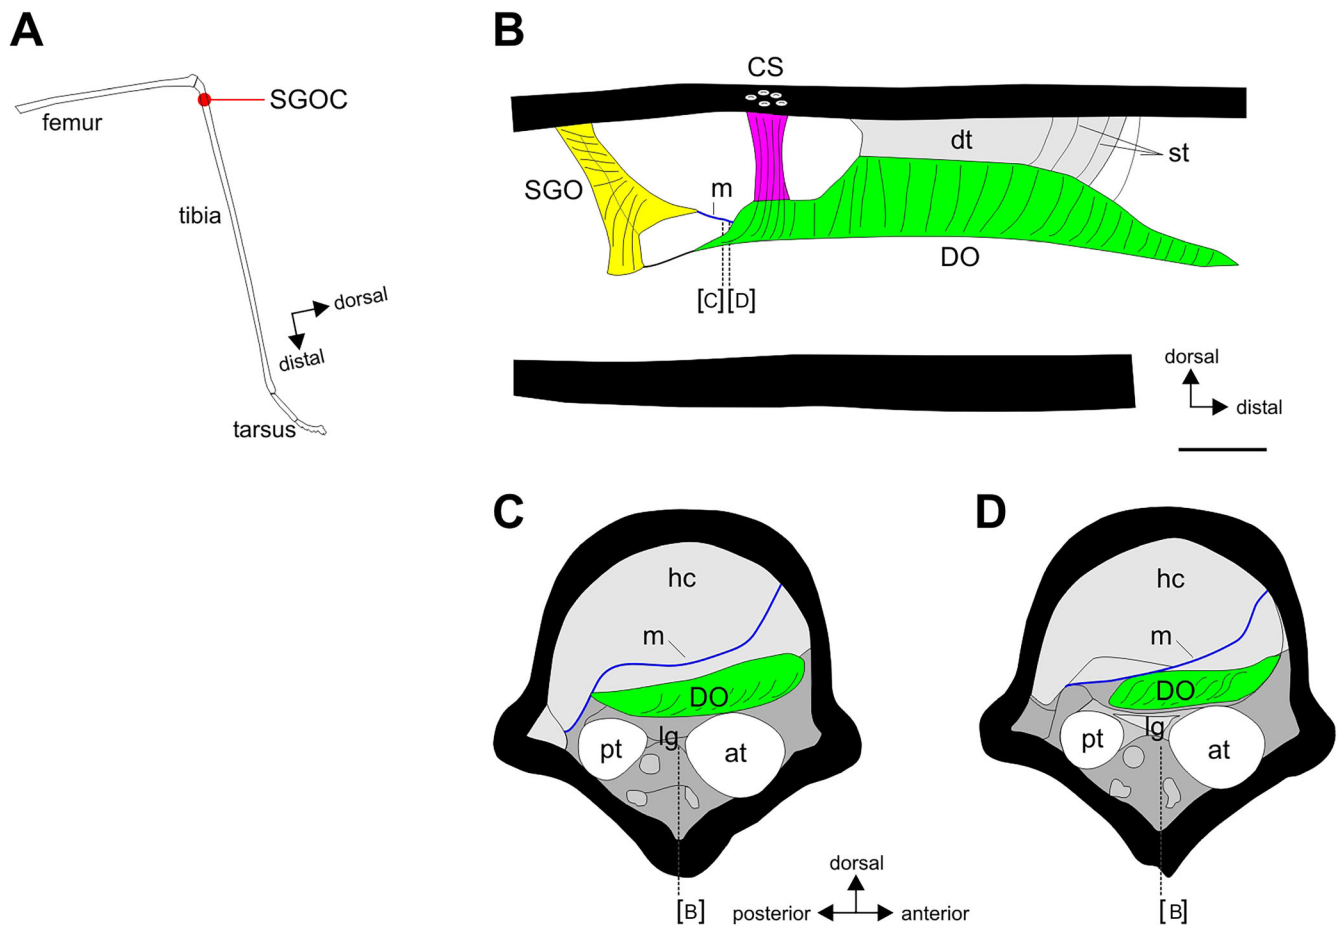 A
SGOC
femur
tibia
dorsal
distal
tarsus
B
CS
dt
st
SGO
m
DO
[C] [D]
dorsal
distal
C
hc
m
DO
lg
pt
at
[B]
D
hc
m
DO
lg
pt
at
[B]
dorsal
posterior
anterior